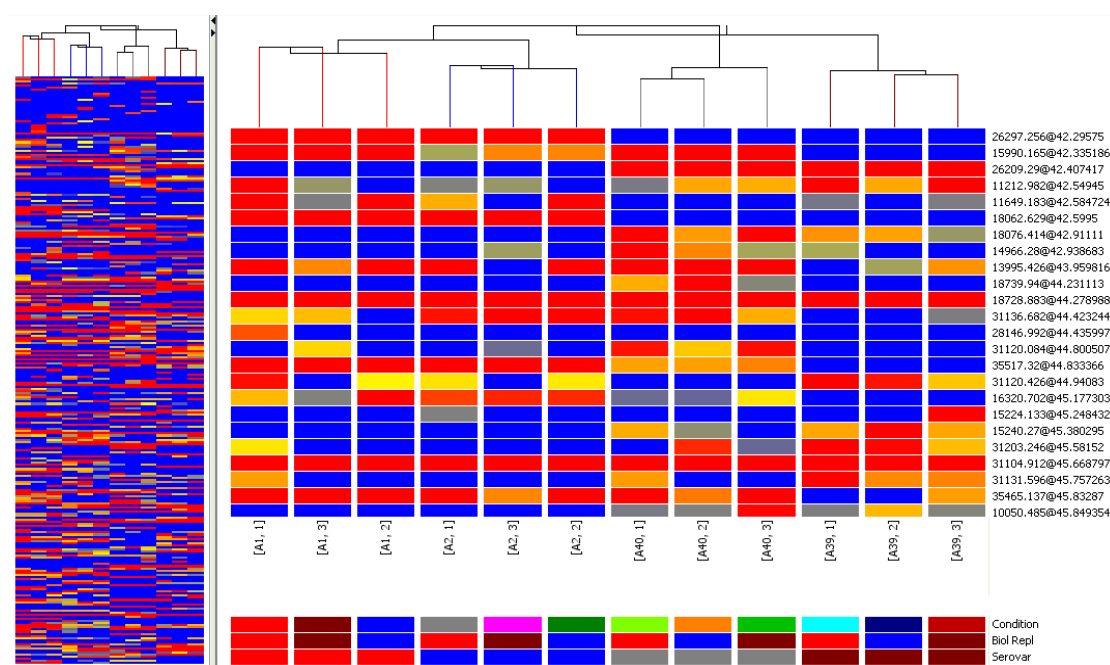 26297.256@42.29575
15990.165@42.335186
26209.29@42.407417
11212.982@42.54945
11649.183@42.584724
18062.629@42.5995
18076.414@42.91111
14966.28@42.938683
13995.426@43.959816
18739.94@44.231113
18728.883@44.278988
31136.682@44.423244
28146.992@44.435997
31120.084@44.800507
35517.32@44.833366
31120.426@44.94083
16320.702@45.177303
15224.133@45.248432
15240.27@45.380295
31203.246@45.58152
31104.912@45.668797
31131.596@45.757263
35465.137@45.83287
10050.485@45.849354
[A1, 1]
[A1, 3]
[A1, 2]
[A2, 1]
[A2, 3]
[A2, 2]
[A40, 1]
[A40, 2]
[A40, 3]
[A39, 1]
[A39, 2]
[A39, 3]
Condition
Biol Repl
Serovar